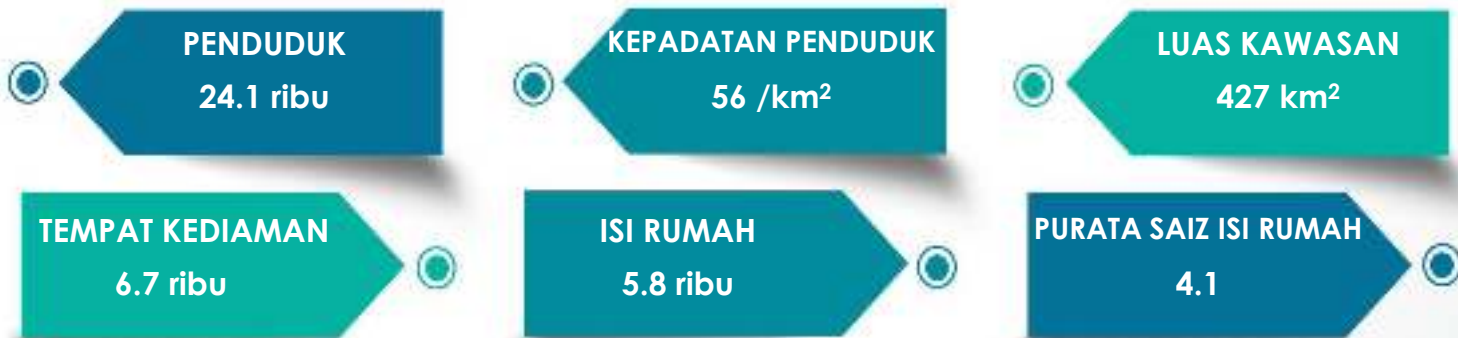 PENDUDUK
24.1 ribu
KEPADATAN PENDUDUK
56 /km²
LUAS KAWASAN
427 km²
TEMPAT KEDIAMAN
6.7 ribu
ISI RUMAH
5.8 ribu
PURATA SAIZ ISI RUMAH
4.1